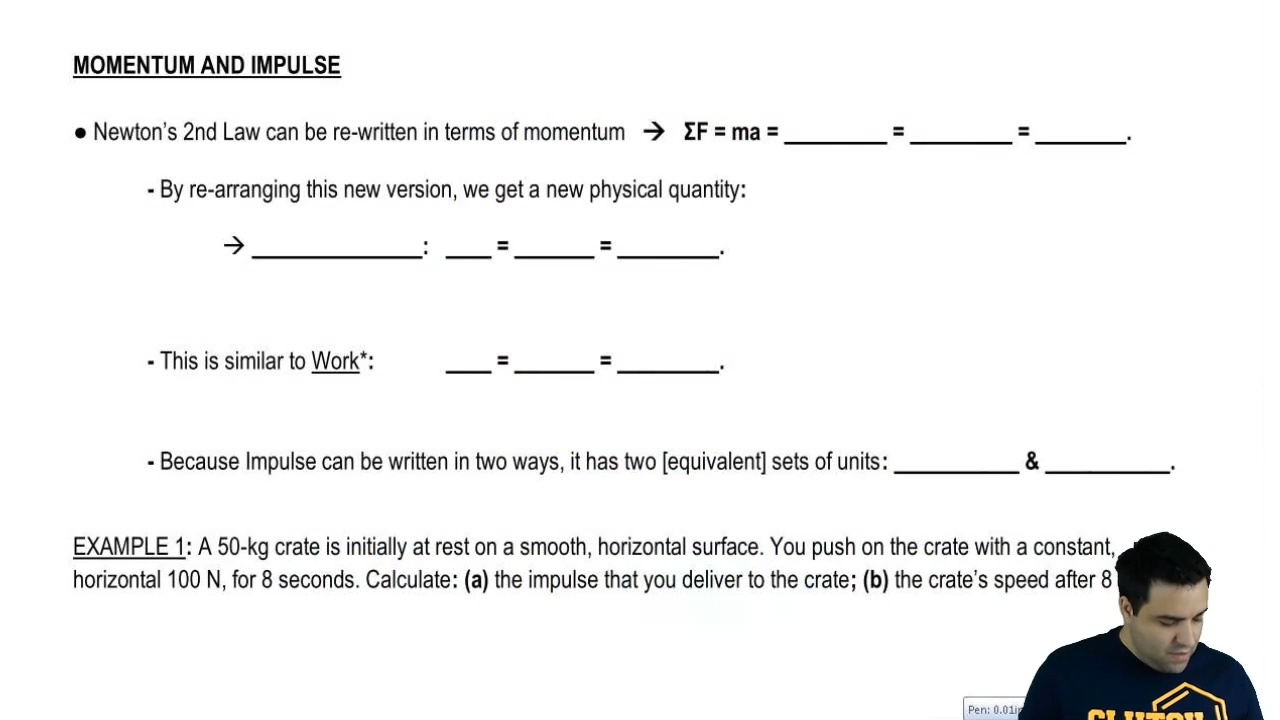 MOMENTUM AND IMPULSE
● Newton's 2nd Law can be re-written in terms of momentum → ΣF = ma = ________ = ________ = ________.
- By re-arranging this new version, we get a new physical quantity:
→ ______________: ____ = _______ = ________.
- This is similar to Work*: ____ = _______ = ________.
- Because Impulse can be written in two ways, it has two [equivalent] sets of units: __________ & __________.
EXAMPLE 1: A 50-kg crate is initially at rest on a smooth, horizontal surface. You push on the crate with a constant,
horizontal 100 N, for 8 seconds. Calculate: (a) the impulse that you deliver to the crate; (b) the crate's speed after 8
Pen: 0.01in
CLUTCH